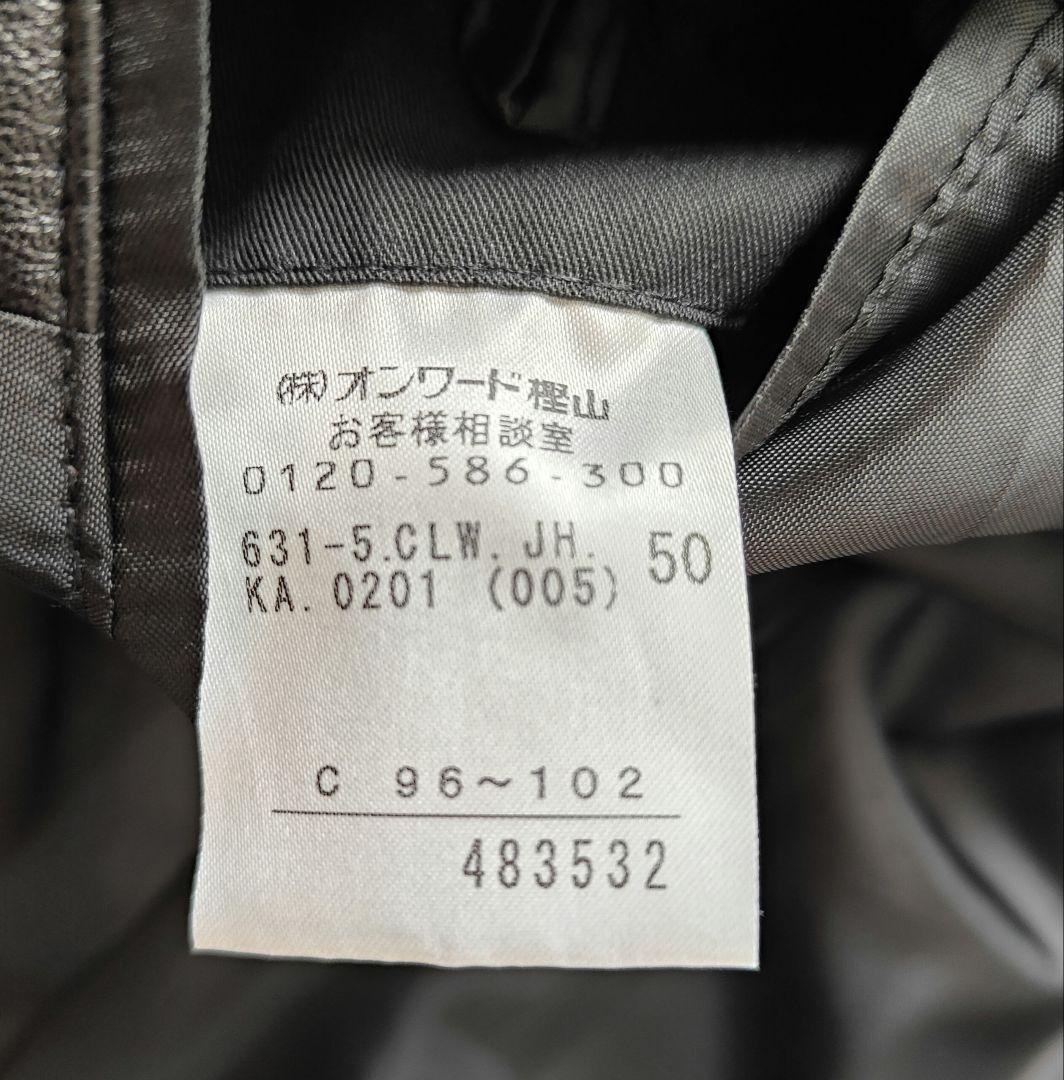 (株)オンワード樫山
お客様相談室
0120-586-300
631-5.CLW.JH. 50
KA.0201 (005)
C 96~102
483532